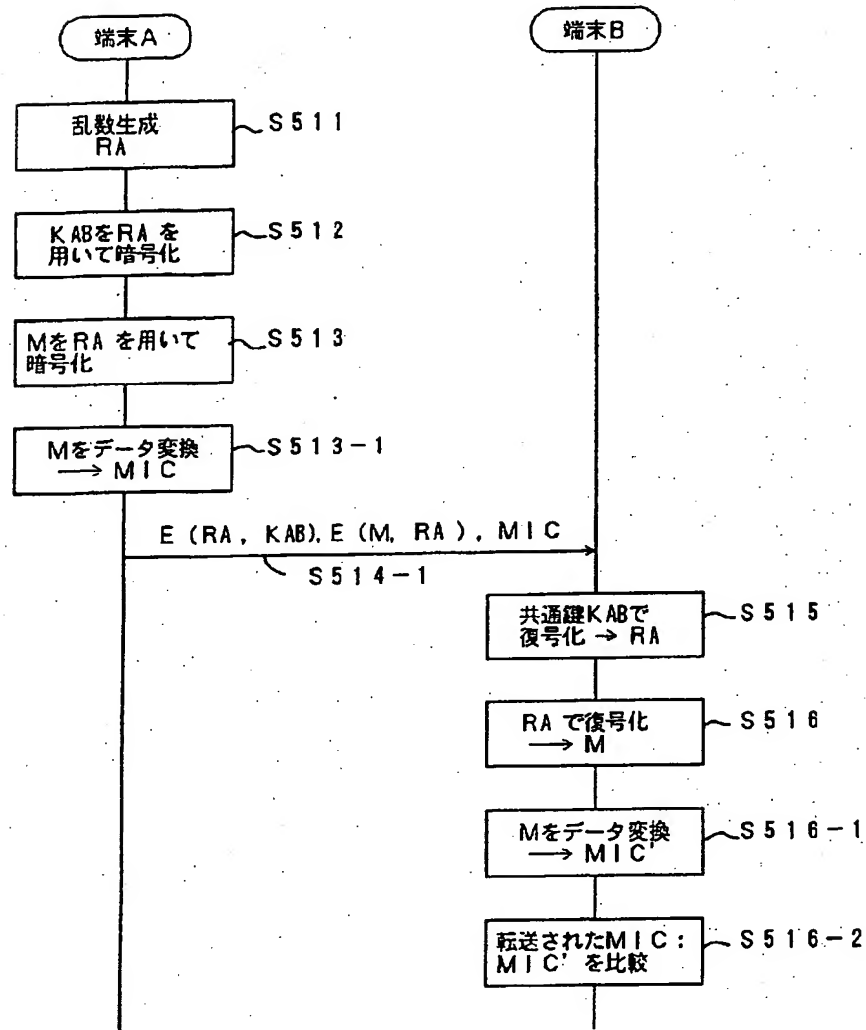 端末A
端末B
乱数生成
RA
S511
KABをRA を
用いて暗号化
S512
MをRA を用いて
暗号化
S513
Mをデータ変換
→ MIC
S513-1
E (RA, KAB), E (M, RA), MIC
S514-1
共通鍵KABで
復号化 → RA
S515
RA で復号化
→ M
S516
Mをデータ変換
→ MIC'
S516-1
転送されたMIC:
MIC' を比較
S516-2